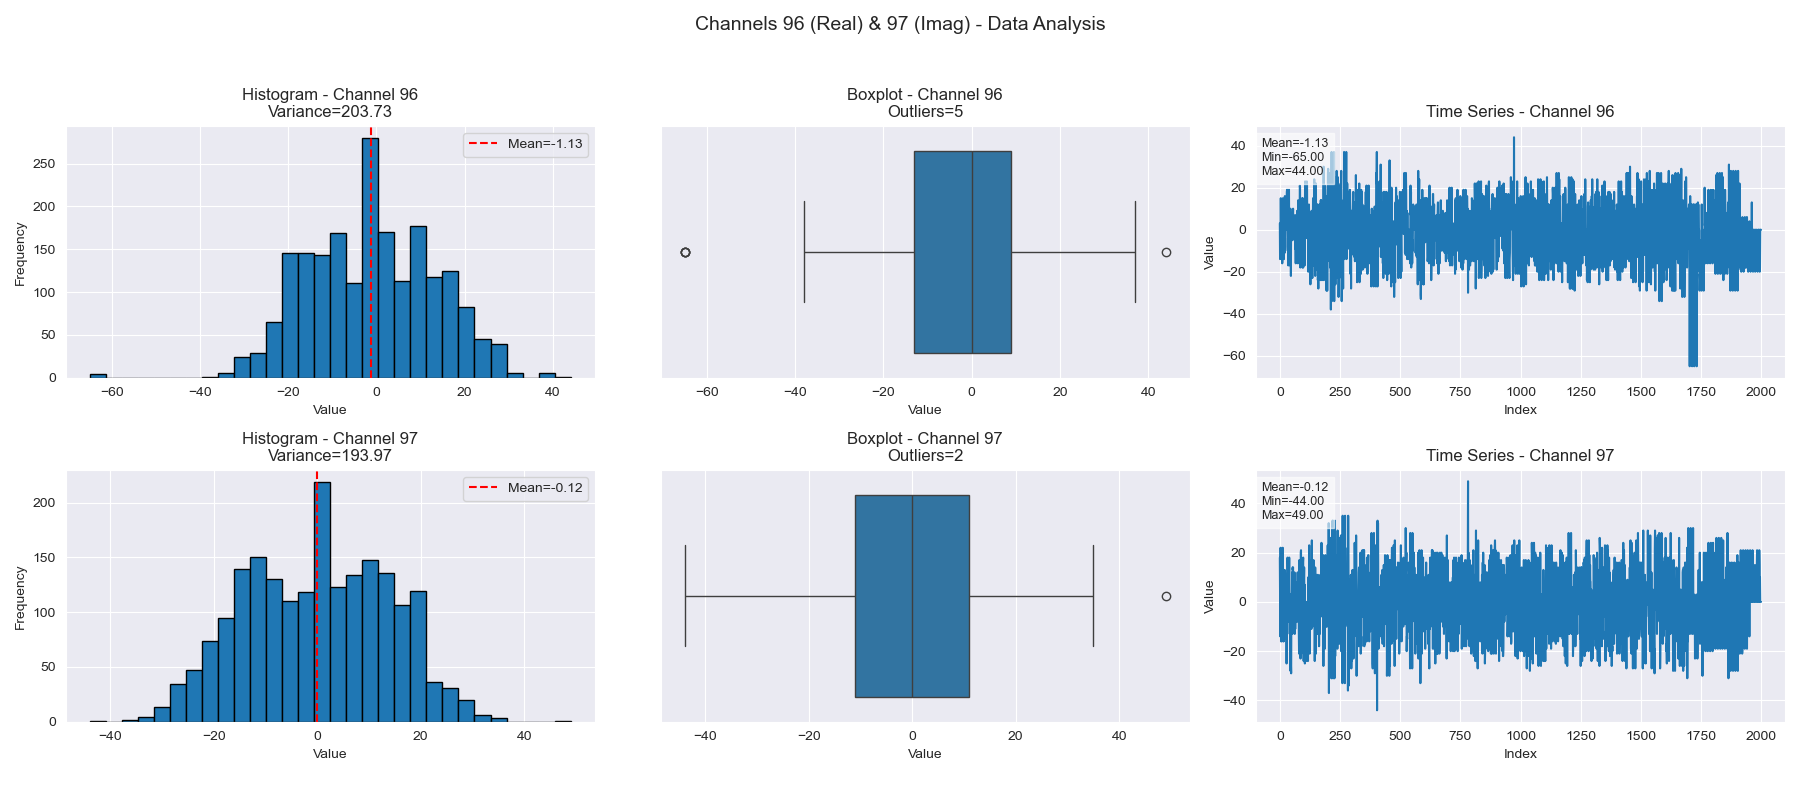 Channels 96 (Real) & 97 (Imag) - Data Analysis
Histogram - Channel 96
Variance=203.73
Mean=-1.13
Frequency
250
200
150
100
50
0
−60
−40
−20
0
20
40
Value
Boxplot - Channel 96
Outliers=5
−60
−40
−20
0
20
40
Value
Time Series - Channel 96
Mean=-1.13
Min=-65.00
Max=44.00
Value
40
20
0
−20
−40
−60
0
250
500
750
1000
1250
1500
1750
2000
Index
Histogram - Channel 97
Variance=193.97
Mean=-0.12
Frequency
200
150
100
50
0
−40
−20
0
20
40
Value
Boxplot - Channel 97
Outliers=2
−40
−20
0
20
40
Value
Time Series - Channel 97
Mean=-0.12
Min=-44.00
Max=49.00
Value
40
20
0
−20
−40
0
250
500
750
1000
1250
1500
1750
2000
Index